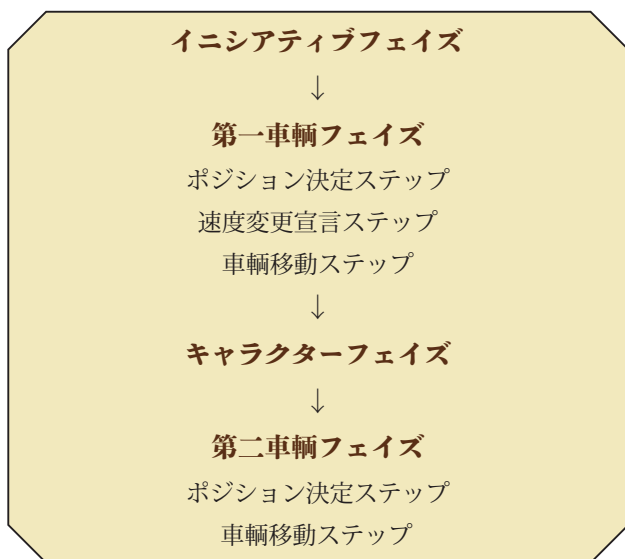 イニシアティブフェイズ
↓
第一車輌フェイズ
ポジション決定ステップ
速度変更宣言ステップ
車輌移動ステップ
↓
キャラクターフェイズ
↓
第二車輌フェイズ
ポジション決定ステップ
車輌移動ステップ